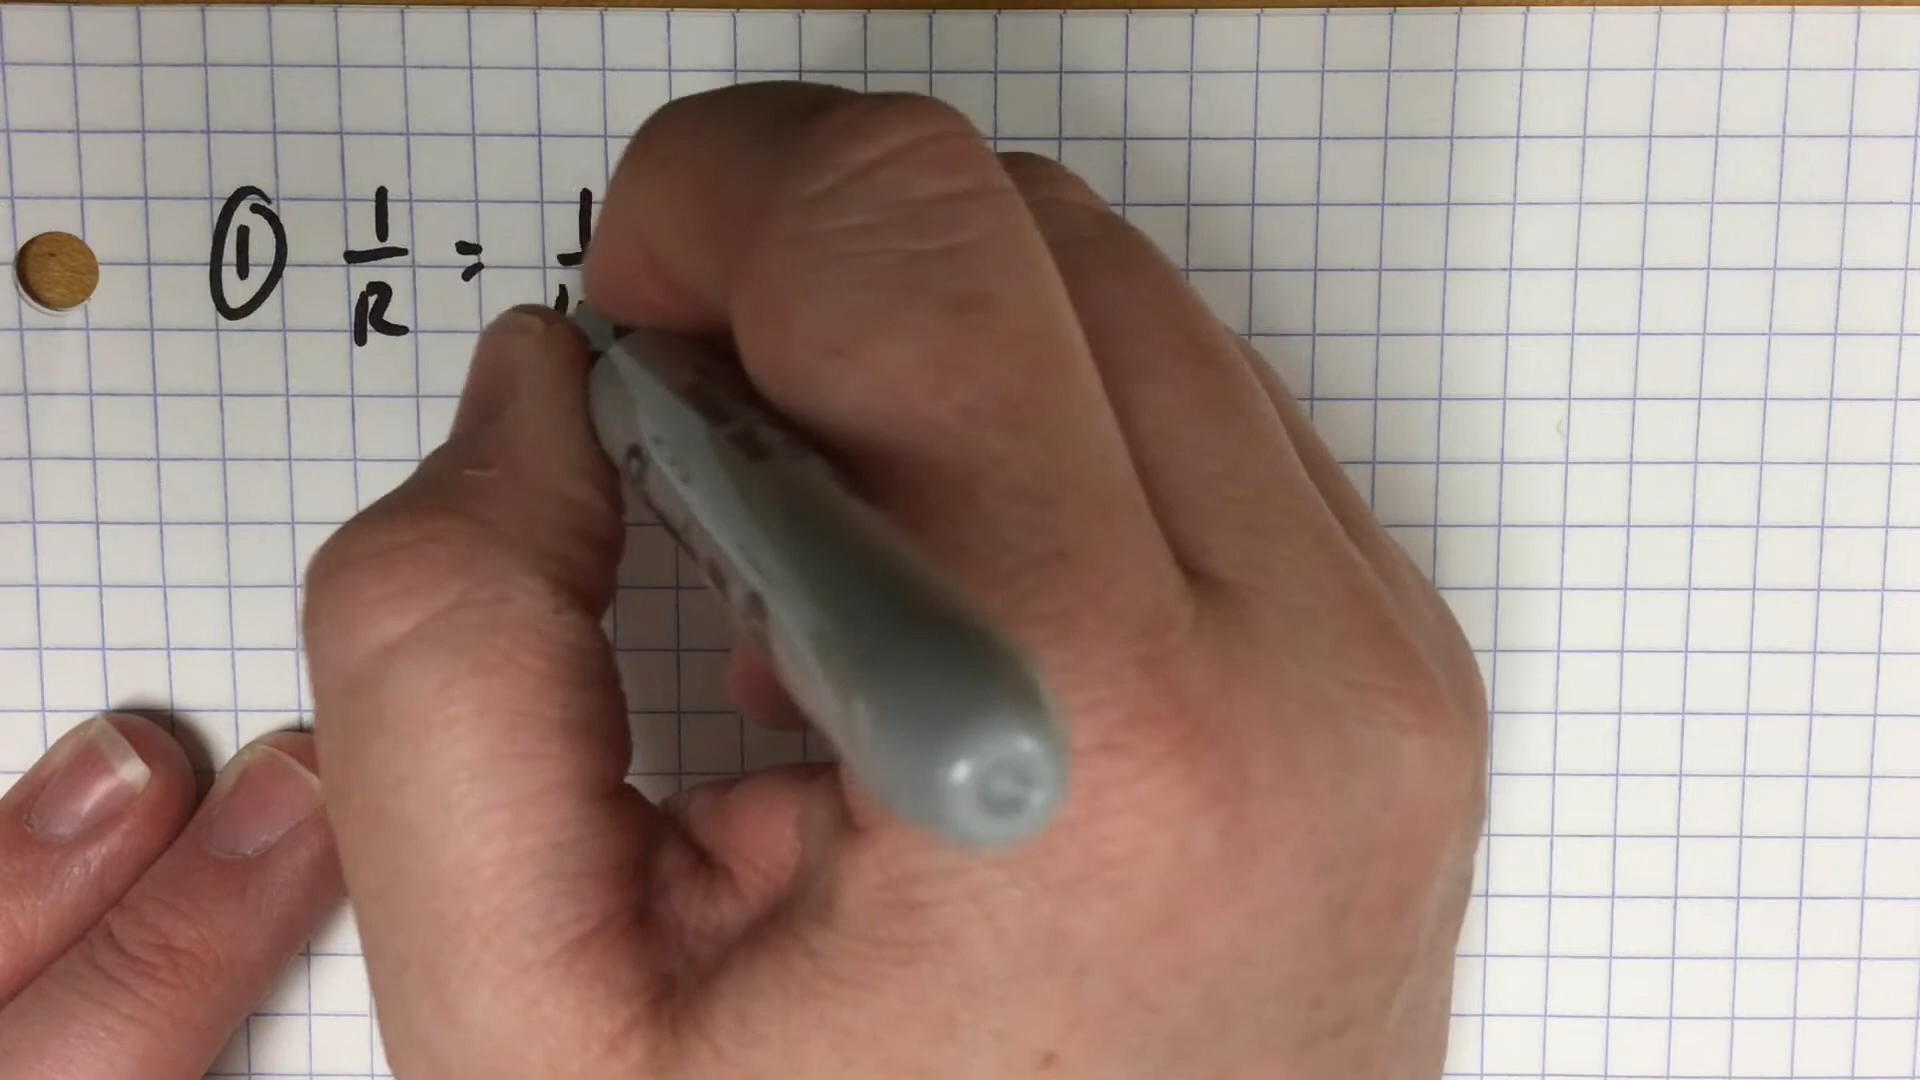 ① 1/R = 1/